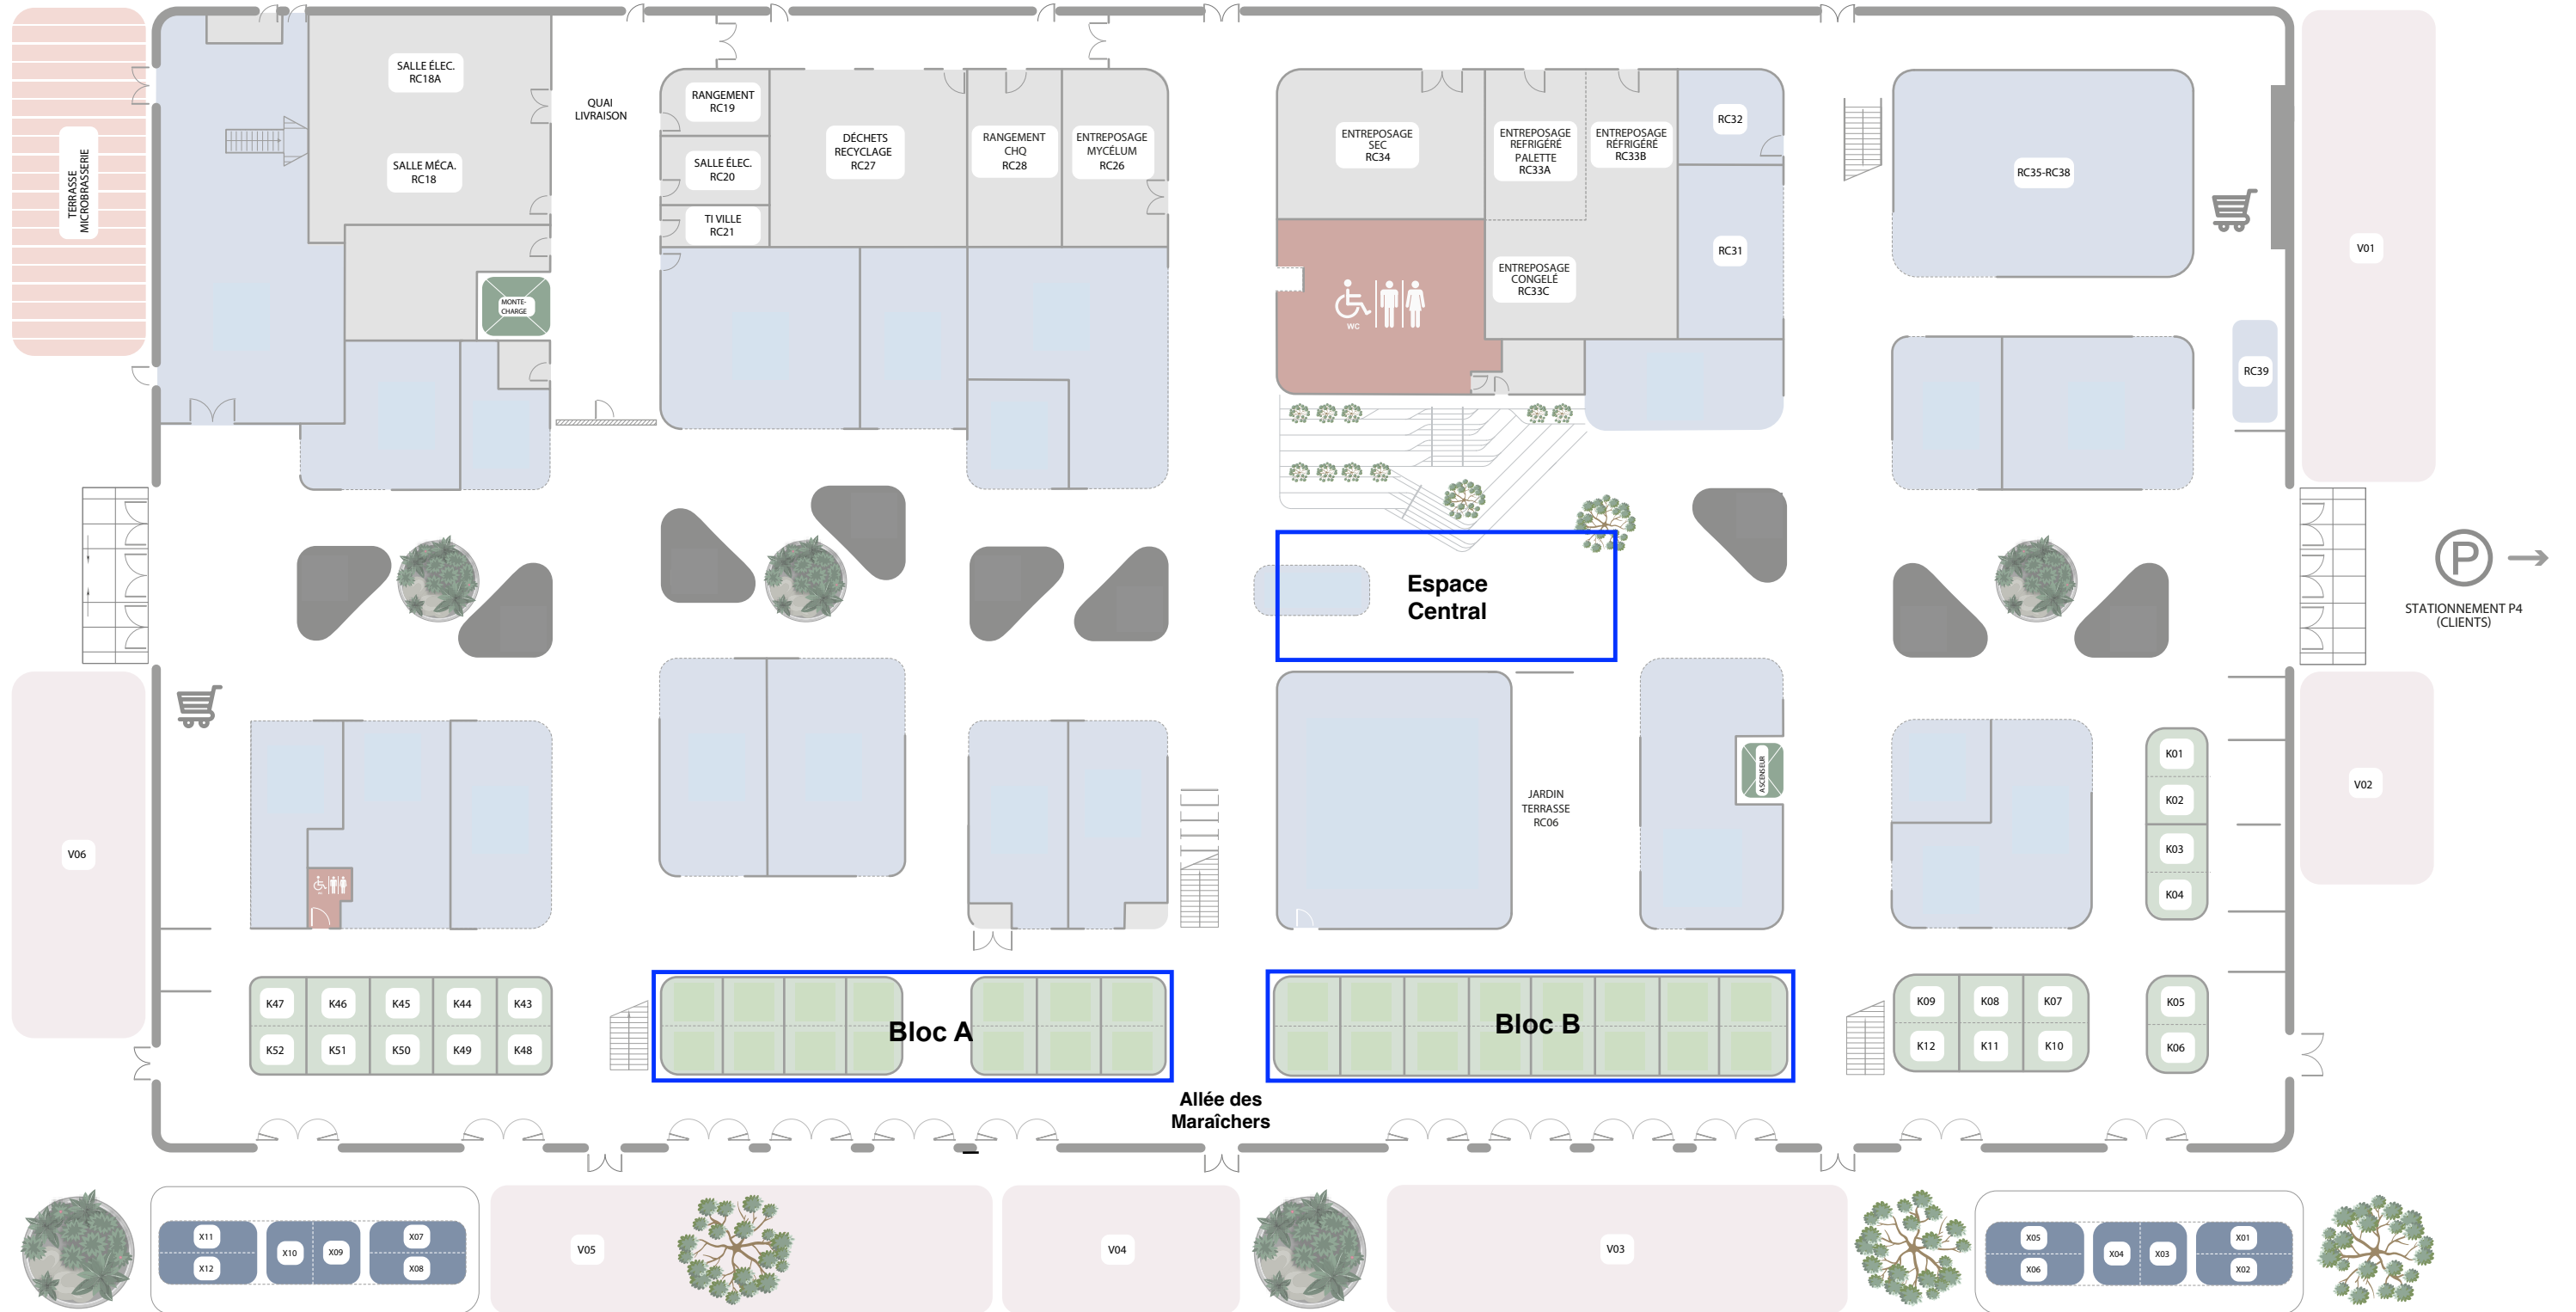 TERRASSE
MICROBRASSERIE
SALLE ÉLEC.
RC18A
SALLE MÉCA.
RC18
MONTE-
CHARGE
QUAI
LIVRAISON
RANGEMENT
RC19
SALLE ÉLEC.
RC20
TI VILLE
RC21
DÉCHETS
RECYCLAGE
RC27
RANGEMENT
CHQ
RC28
ENTREPOSAGE
MYCÉLUM
RC26
ENTREPOSAGE
SEC
RC34
ENTREPOSAGE
REFRIGÉRÉ
PALETTE
RC33A
ENTREPOSAGE
RÉFRIGÉRÉ
RC33B
ENTREPOSAGE
CONGELÉ
RC33C
WC
RC32
RC31
RC35-RC38
RC39
V01
Espace
Central
P
STATIONNEMENT P4
(CLIENTS)
V06
JARDIN
TERRASSE
RC06
ASCENSEUR
K01
K02
K03
K04
V02
K47
K46
K45
K44
K43
K52
K51
K50
K49
K48
Bloc A
Bloc B
K09
K08
K07
K12
K11
K10
K05
K06
Allée des
Maraîchers
X11
X12
X10
X09
X07
X08
V05
V04
V03
X05
X06
X04
X03
X01
X02